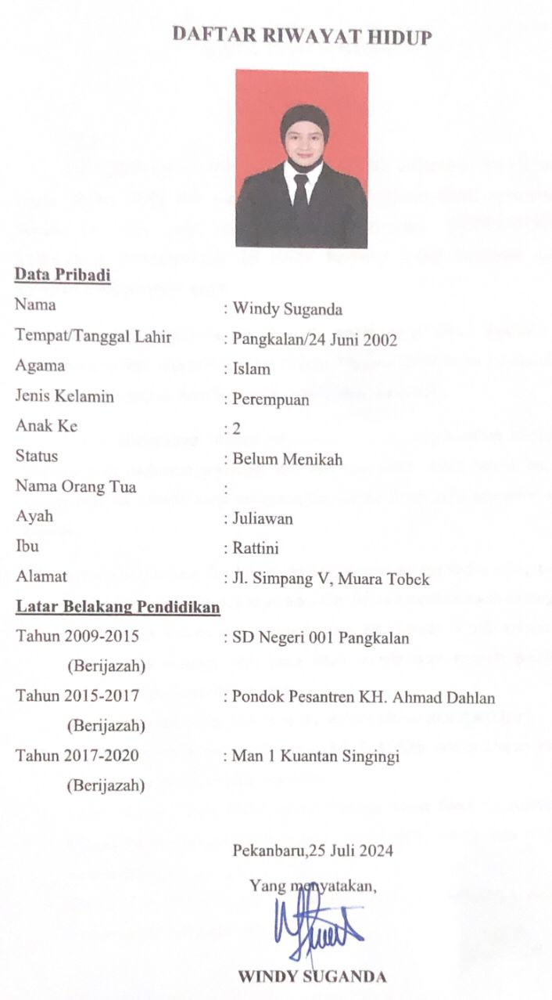 DAFTAR RIWAYAT HIDUP
Data Pribadi
Nama : Windy Suganda
Tempat/Tanggal Lahir : Pangkalan/24 Juni 2002
Agama : Islam
Jenis Kelamin : Perempuan
Anak Ke : 2
Status : Belum Menikah
Nama Orang Tua :
Ayah : Juliawan
Ibu : Rattini
Alamat : Jl. Simpang V, Muara Tobek
Latar Belakang Pendidikan
Tahun 2009-2015 : SD Negeri 001 Pangkalan
(Berijazah)
Tahun 2015-2017 : Pondok Pesantren KH. Ahmad Dahlan
(Berijazah)
Tahun 2017-2020 : Man 1 Kuantan Singingi
(Berijazah)
Pekanbaru,25 Juli 2024
Yang menyatakan,
WINDY SUGANDA